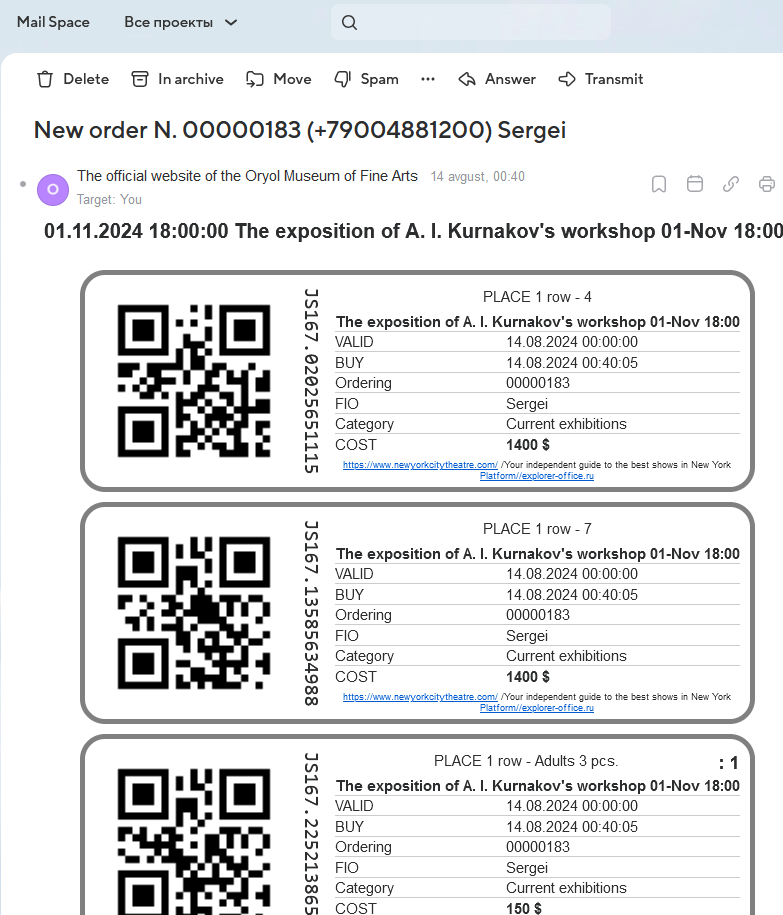 Mail Space Все проекты
Delete In archive Move Spam ··· Answer Transmit
New order N. 00000183 (+79004881200) Sergei
O
The official website of the Oryol Museum of Fine Arts 14 avgust, 00:40
Target: You
01.11.2024 18:00:00 The exposition of A. I. Kurnakov's workshop 01-Nov 18:00
JS167.02025651115
PLACE 1 row - 4
The exposition of A. I. Kurnakov's workshop 01-Nov 18:00
VALID 14.08.2024 00:00:00
BUY 14.08.2024 00:40:05
Ordering 00000183
FIO Sergei
Category Current exhibitions
COST 1400 $
https://www.newyorkcitytheatre.com/ /Your independent guide to the best shows in New York
Platform//explorer-office.ru
JS167.13585634988
PLACE 1 row - 7
The exposition of A. I. Kurnakov's workshop 01-Nov 18:00
VALID 14.08.2024 00:00:00
BUY 14.08.2024 00:40:05
Ordering 00000183
FIO Sergei
Category Current exhibitions
COST 1400 $
https://www.newyorkcitytheatre.com/ /Your independent guide to the best shows in New York
Platform//explorer-office.ru
JS167.225213865
PLACE 1 row - Adults 3 pcs. : 1
The exposition of A. I. Kurnakov's workshop 01-Nov 18:00
VALID 14.08.2024 00:00:00
BUY 14.08.2024 00:40:05
Ordering 00000183
FIO Sergei
Category Current exhibitions
COST 150 $